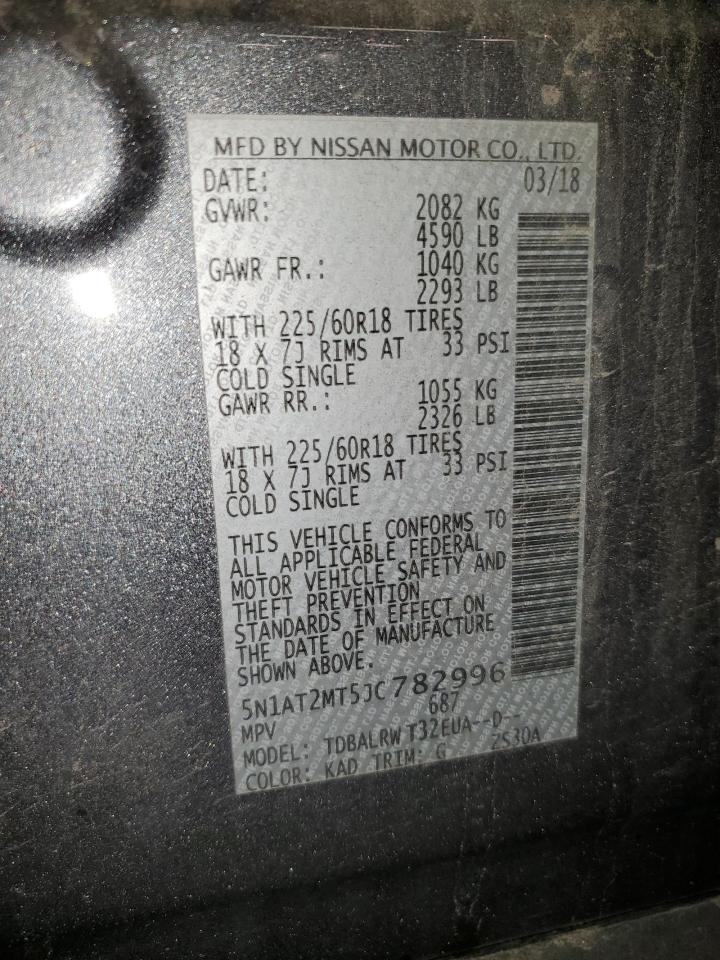 MFD BY NISSAN MOTOR CO., LTD.
DATE: 03/18
GVWR: 2082 KG
4590 LB
GAWR FR.: 1040 KG
2293 LB
WITH 225/60R18 TIRES
18 X 7J RIMS AT 33 PSI
COLD SINGLE
GAWR RR.: 1055 KG
2326 LB
WITH 225/60R18 TIRES
18 X 7J RIMS AT 33 PSI
COLD SINGLE
THIS VEHICLE CONFORMS TO
ALL APPLICABLE FEDERAL
MOTOR VEHICLE SAFETY AND
THEFT PREVENTION
STANDARDS IN EFFECT ON
THE DATE OF MANUFACTURE
SHOWN ABOVE.
5N1AT2MT5JC782996
MPV 687
MODEL: TDBALRW T32EUA--D--
COLOR: KAD TRIM: G ZS30A